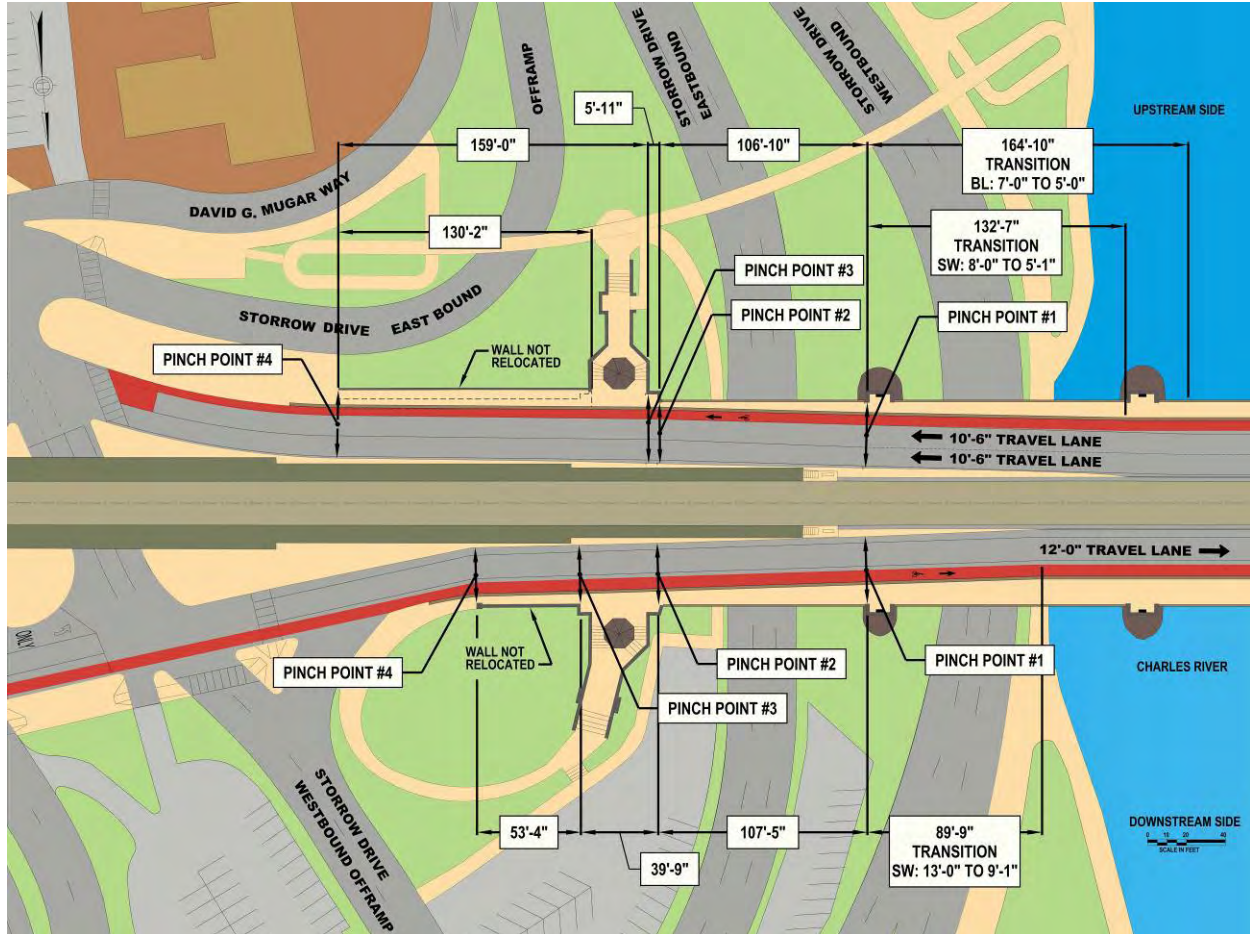 STORROW DRIVE
WESTBOUND
STORROW DRIVE
EASTBOUND
OFFRAMP
UPSTREAM SIDE
5'-11"
159'-0"
106'-10"
164'-10"
TRANSITION
BL: 7'-0" TO 5'-0"
DAVID G. MUGAR WAY
130'-2"
132'-7"
TRANSITION
SW: 8'-0" TO 5'-1"
PINCH POINT #3
PINCH POINT #2
PINCH POINT #1
STORROW DRIVE EAST BOUND
PINCH POINT #4
WALL NOT
RELOCATED
10'-6" TRAVEL LANE
10'-6" TRAVEL LANE
12'-0" TRAVEL LANE
ONLY
PINCH POINT #4
WALL NOT
RELOCATED
PINCH POINT #2
PINCH POINT #1
PINCH POINT #3
CHARLES RIVER
STORROW DRIVE
WESTBOUND OFFRAMP
53'-4"
39'-9"
107'-5"
89'-9"
TRANSITION
SW: 13'-0" TO 9'-1"
DOWNSTREAM SIDE
0 10 20 40
SCALE IN FEET